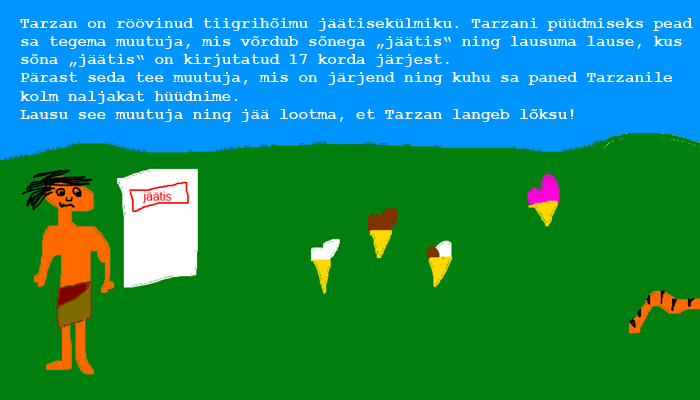 Tarzan on röövinud tiigrihõimu jäätisekülmiku. Tarzani püüdmiseks pead
sa tegema muutuja, mis võrdub sõnega „jäätis“ ning lausuma lause, kus
sõna „jäätis“ on kirjutatud 17 korda järjest.
Pärast seda tee muutuja, mis on järjend ning kuhu sa paned Tarzanile
kolm naljakat hüüdnime.
Lausu see muutuja ning jää lootma, et Tarzan langeb lõksu!
jäätis